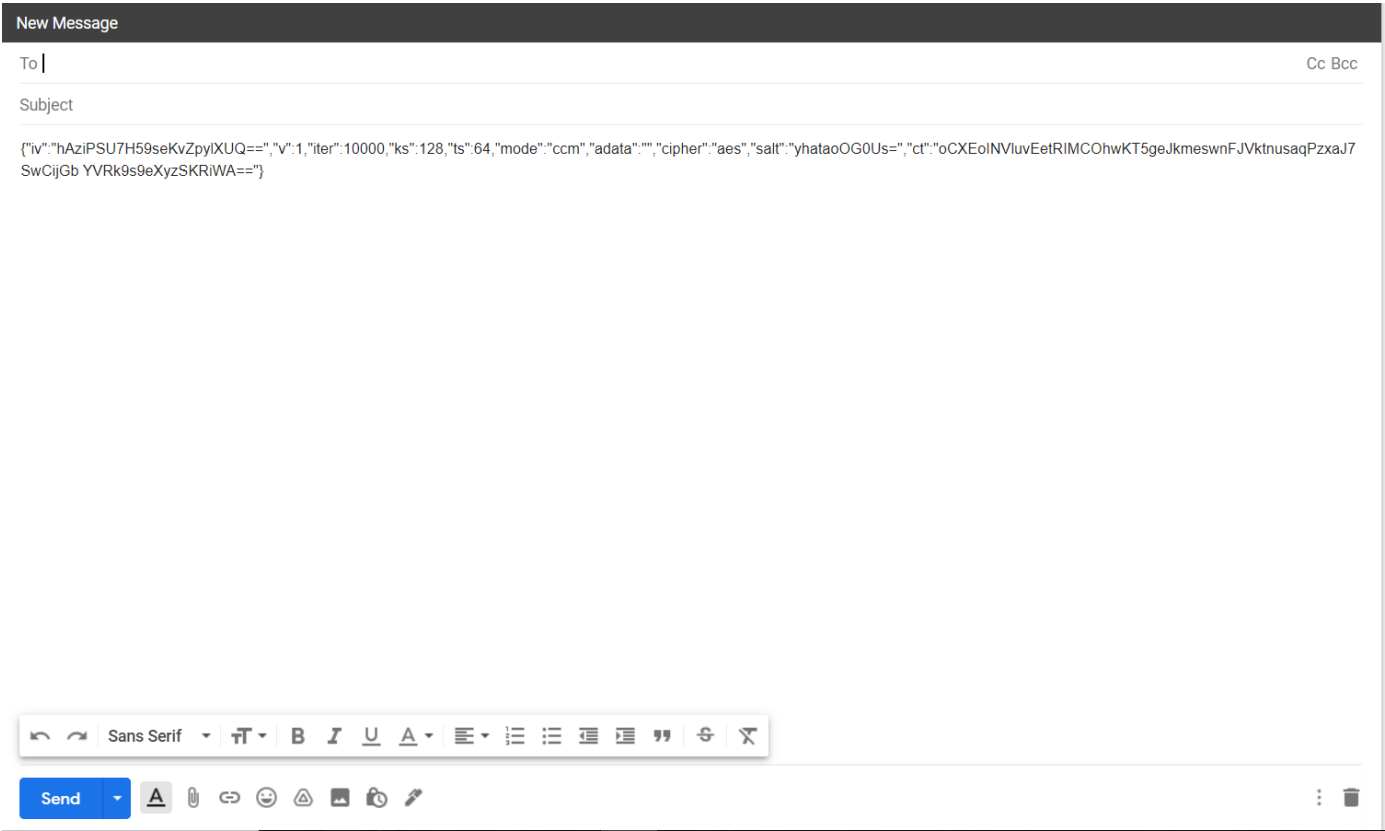 New Message
To
Cc Bcc
Subject
{"iv":"hAziPSU7H59seKvZpylXUQ==","v":1,"iter":10000,"ks":128,"ts":64,"mode":"ccm","adata":"","cipher":"aes","salt":"yhataoOG0Us=","ct":"oCXEolNVluvEetRIMCOhwKT5geJkmeswnFJVktnusaqPzxaJ7
SwCijGb YVRk9s9eXyzSKRiWA=="}
Sans Serif
Send